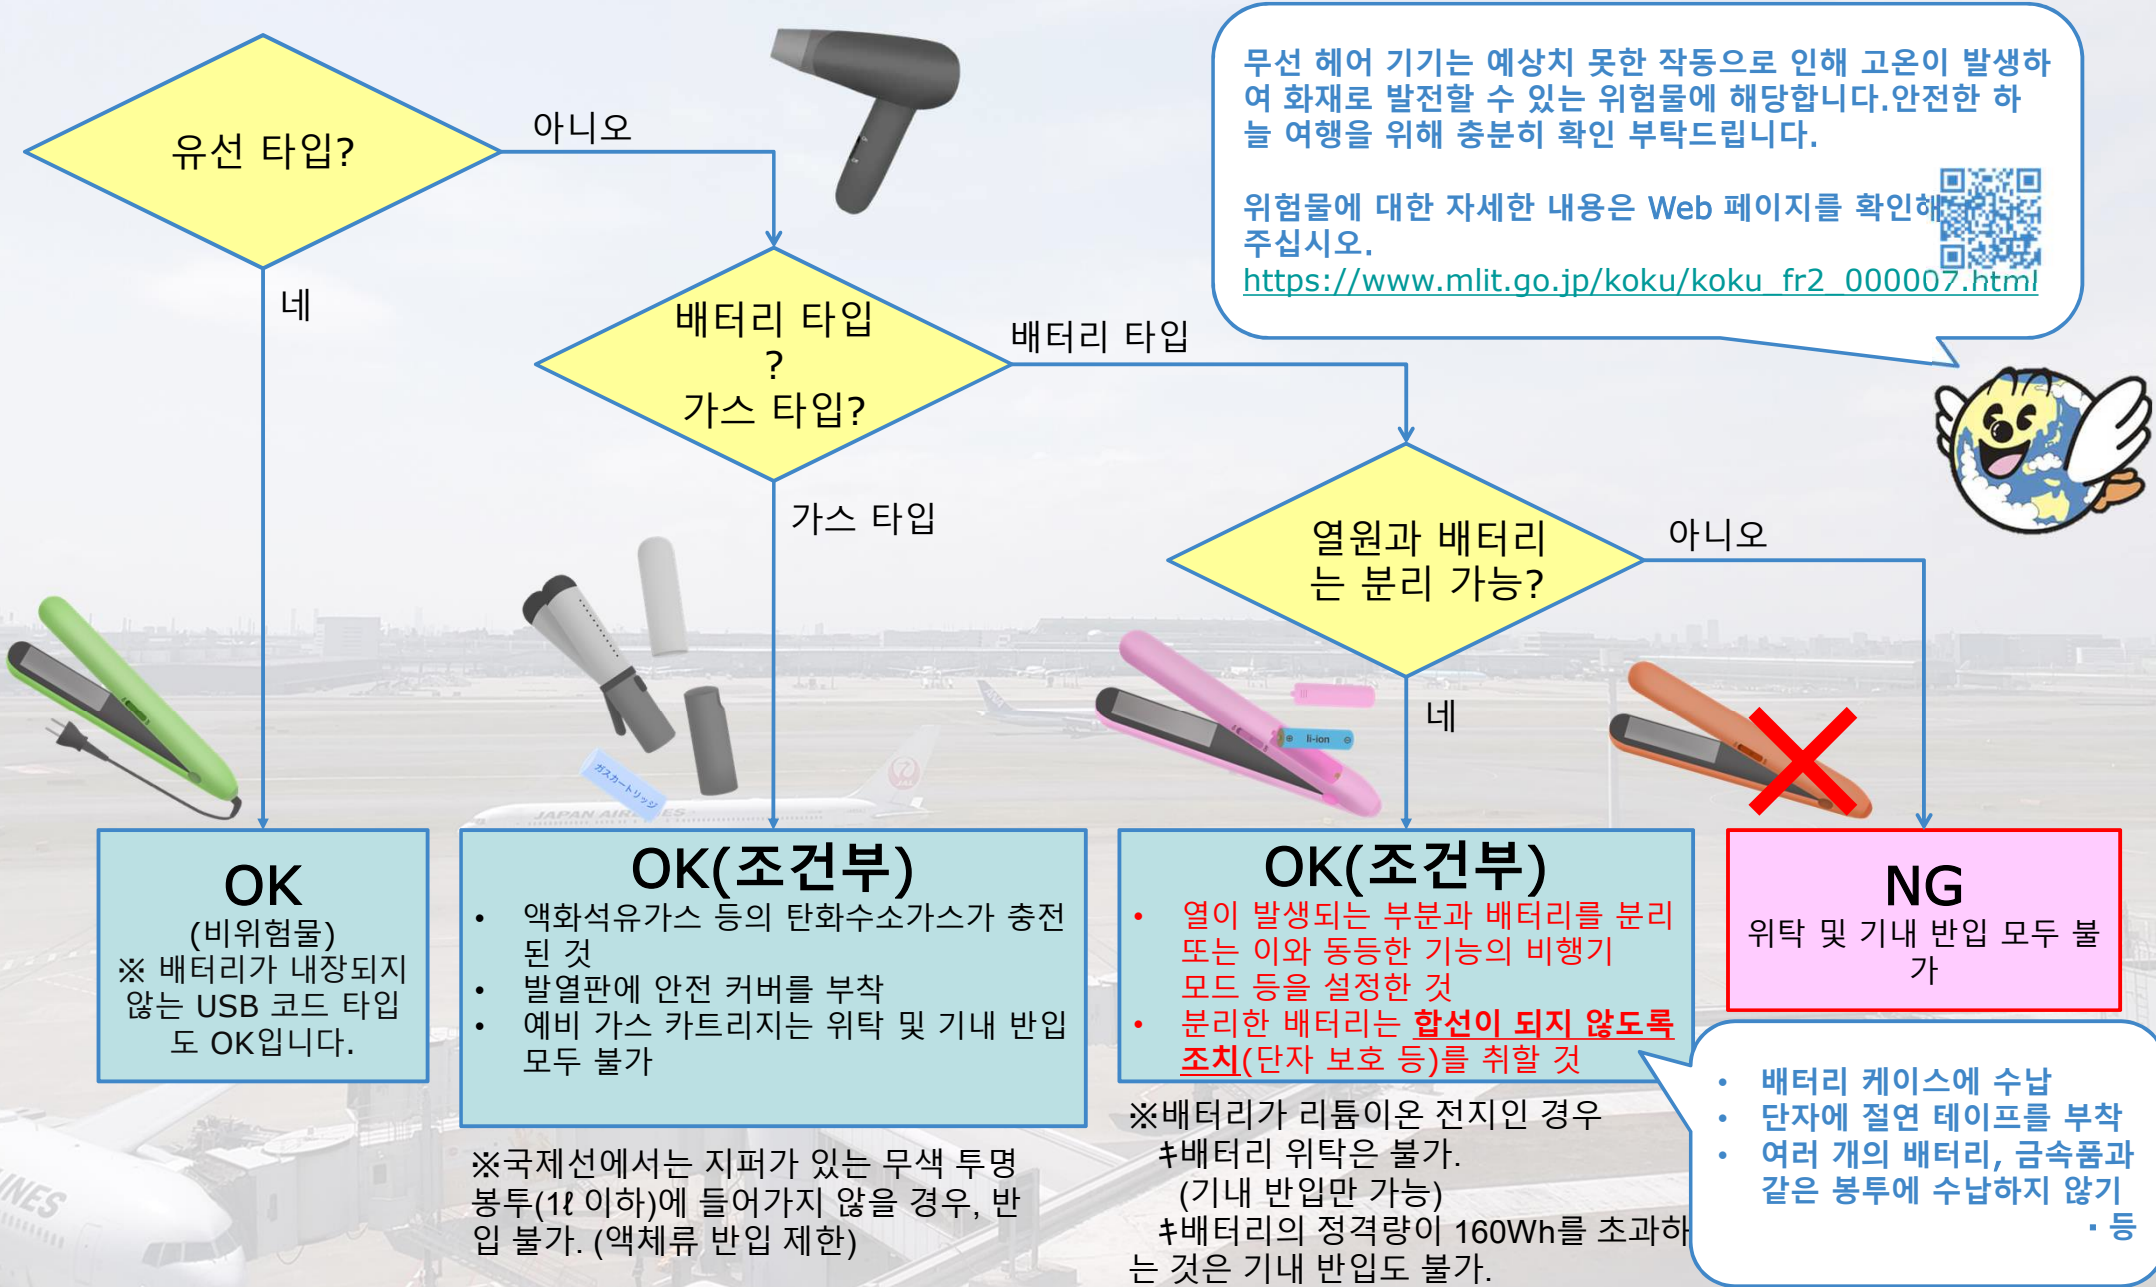 유선 타입?
아니오
네
배터리 타입
?
가스 타입?
배터리 타입
가스 타입
열원과 배터리
는 분리 가능?
아니오
네
무선 헤어 기기는 예상치 못한 작동으로 인해 고온이 발생하
여 화재로 발전할 수 있는 위험물에 해당합니다.안전한 하
늘 여행을 위해 충분히 확인 부탁드립니다.
위험물에 대한 자세한 내용은 Web 페이지를 확인해
주십시오.
https://www.mlit.go.jp/koku/koku_fr2_000007.html
ガスカートリッジ
li-ion
JAPAN AIRLINES
OK
(비위험물)
※ 배터리가 내장되지
않는 USB 코드 타입
도 OK입니다.
OK(조건부)
• 액화석유가스 등의 탄화수소가스가 충전
된 것
• 발열판에 안전 커버를 부착
• 예비 가스 카트리지는 위탁 및 기내 반입
모두 불가
※국제선에서는 지퍼가 있는 무색 투명
봉투(1ℓ 이하)에 들어가지 않을 경우, 반
입 불가. (액체류 반입 제한)
OK(조건부)
• 열이 발생되는 부분과 배터리를 분리
또는 이와 동등한 기능의 비행기
모드 등을 설정한 것
• 분리한 배터리는 합선이 되지 않도록
조치(단자 보호 등)를 취할 것
※배터리가 리튬이온 전지인 경우
ｷ배터리 위탁은 불가.
(기내 반입만 가능)
ｷ배터리의 정격량이 160Wh를 초과하
는 것은 기내 반입도 불가.
NG
위탁 및 기내 반입 모두 불
가
• 배터리 케이스에 수납
• 단자에 절연 테이프를 부착
• 여러 개의 배터리, 금속품과
같은 봉투에 수납하지 않기
・등